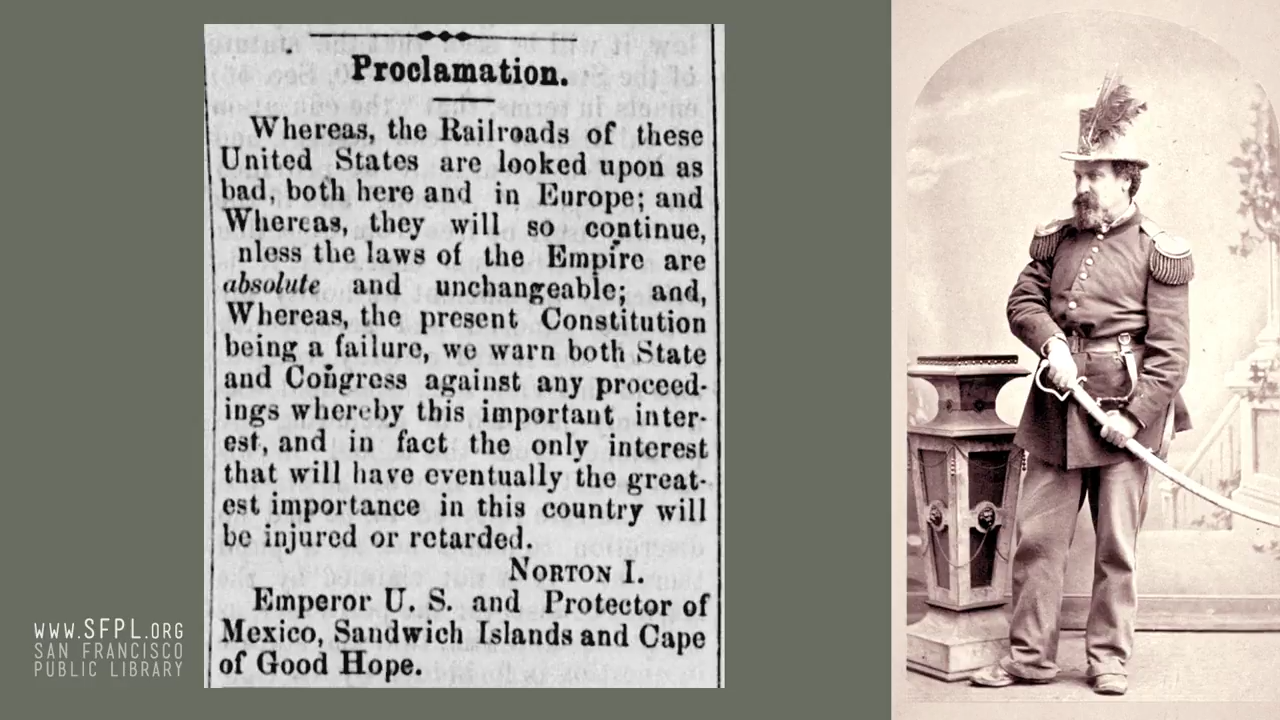 Proclamation.
Whereas, the Railroads of these
United States are looked upon as
bad, both here and in Europe; and
Whereas, they will so continue,
nless the laws of the Empire are
absolute and unchangeable; and,
Whereas, the present Constitution
being a failure, we warn both State
and Congress against any proceed-
ings whereby this important inter-
est, and in fact the only interest
that will have eventually the great-
est importance in this country will
be injured or retarded.
NORTON I.
Emperor U. S. and Protector of
Mexico, Sandwich Islands and Cape
of Good Hope.
WWW.SFPL.ORG
SAN FRANCISCO
PUBLIC LIBRARY